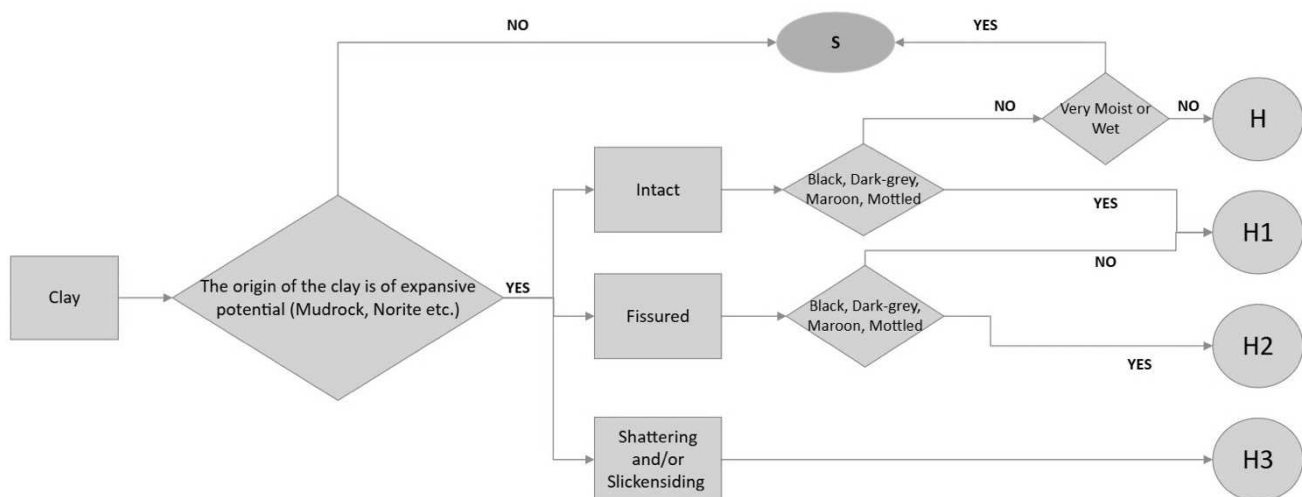 NO
S
YES
NO
Very Moist or
Wet
NO
H
Intact
Black, Dark-grey,
Maroon, Mottled
YES
H1
Clay
The origin of the clay is of expansive
potential (Mudrock, Norite etc.)
YES
NO
Fissured
Black, Dark-grey,
Maroon, Mottled
YES
H2
Shattering
and/or
Slickensiding
H3